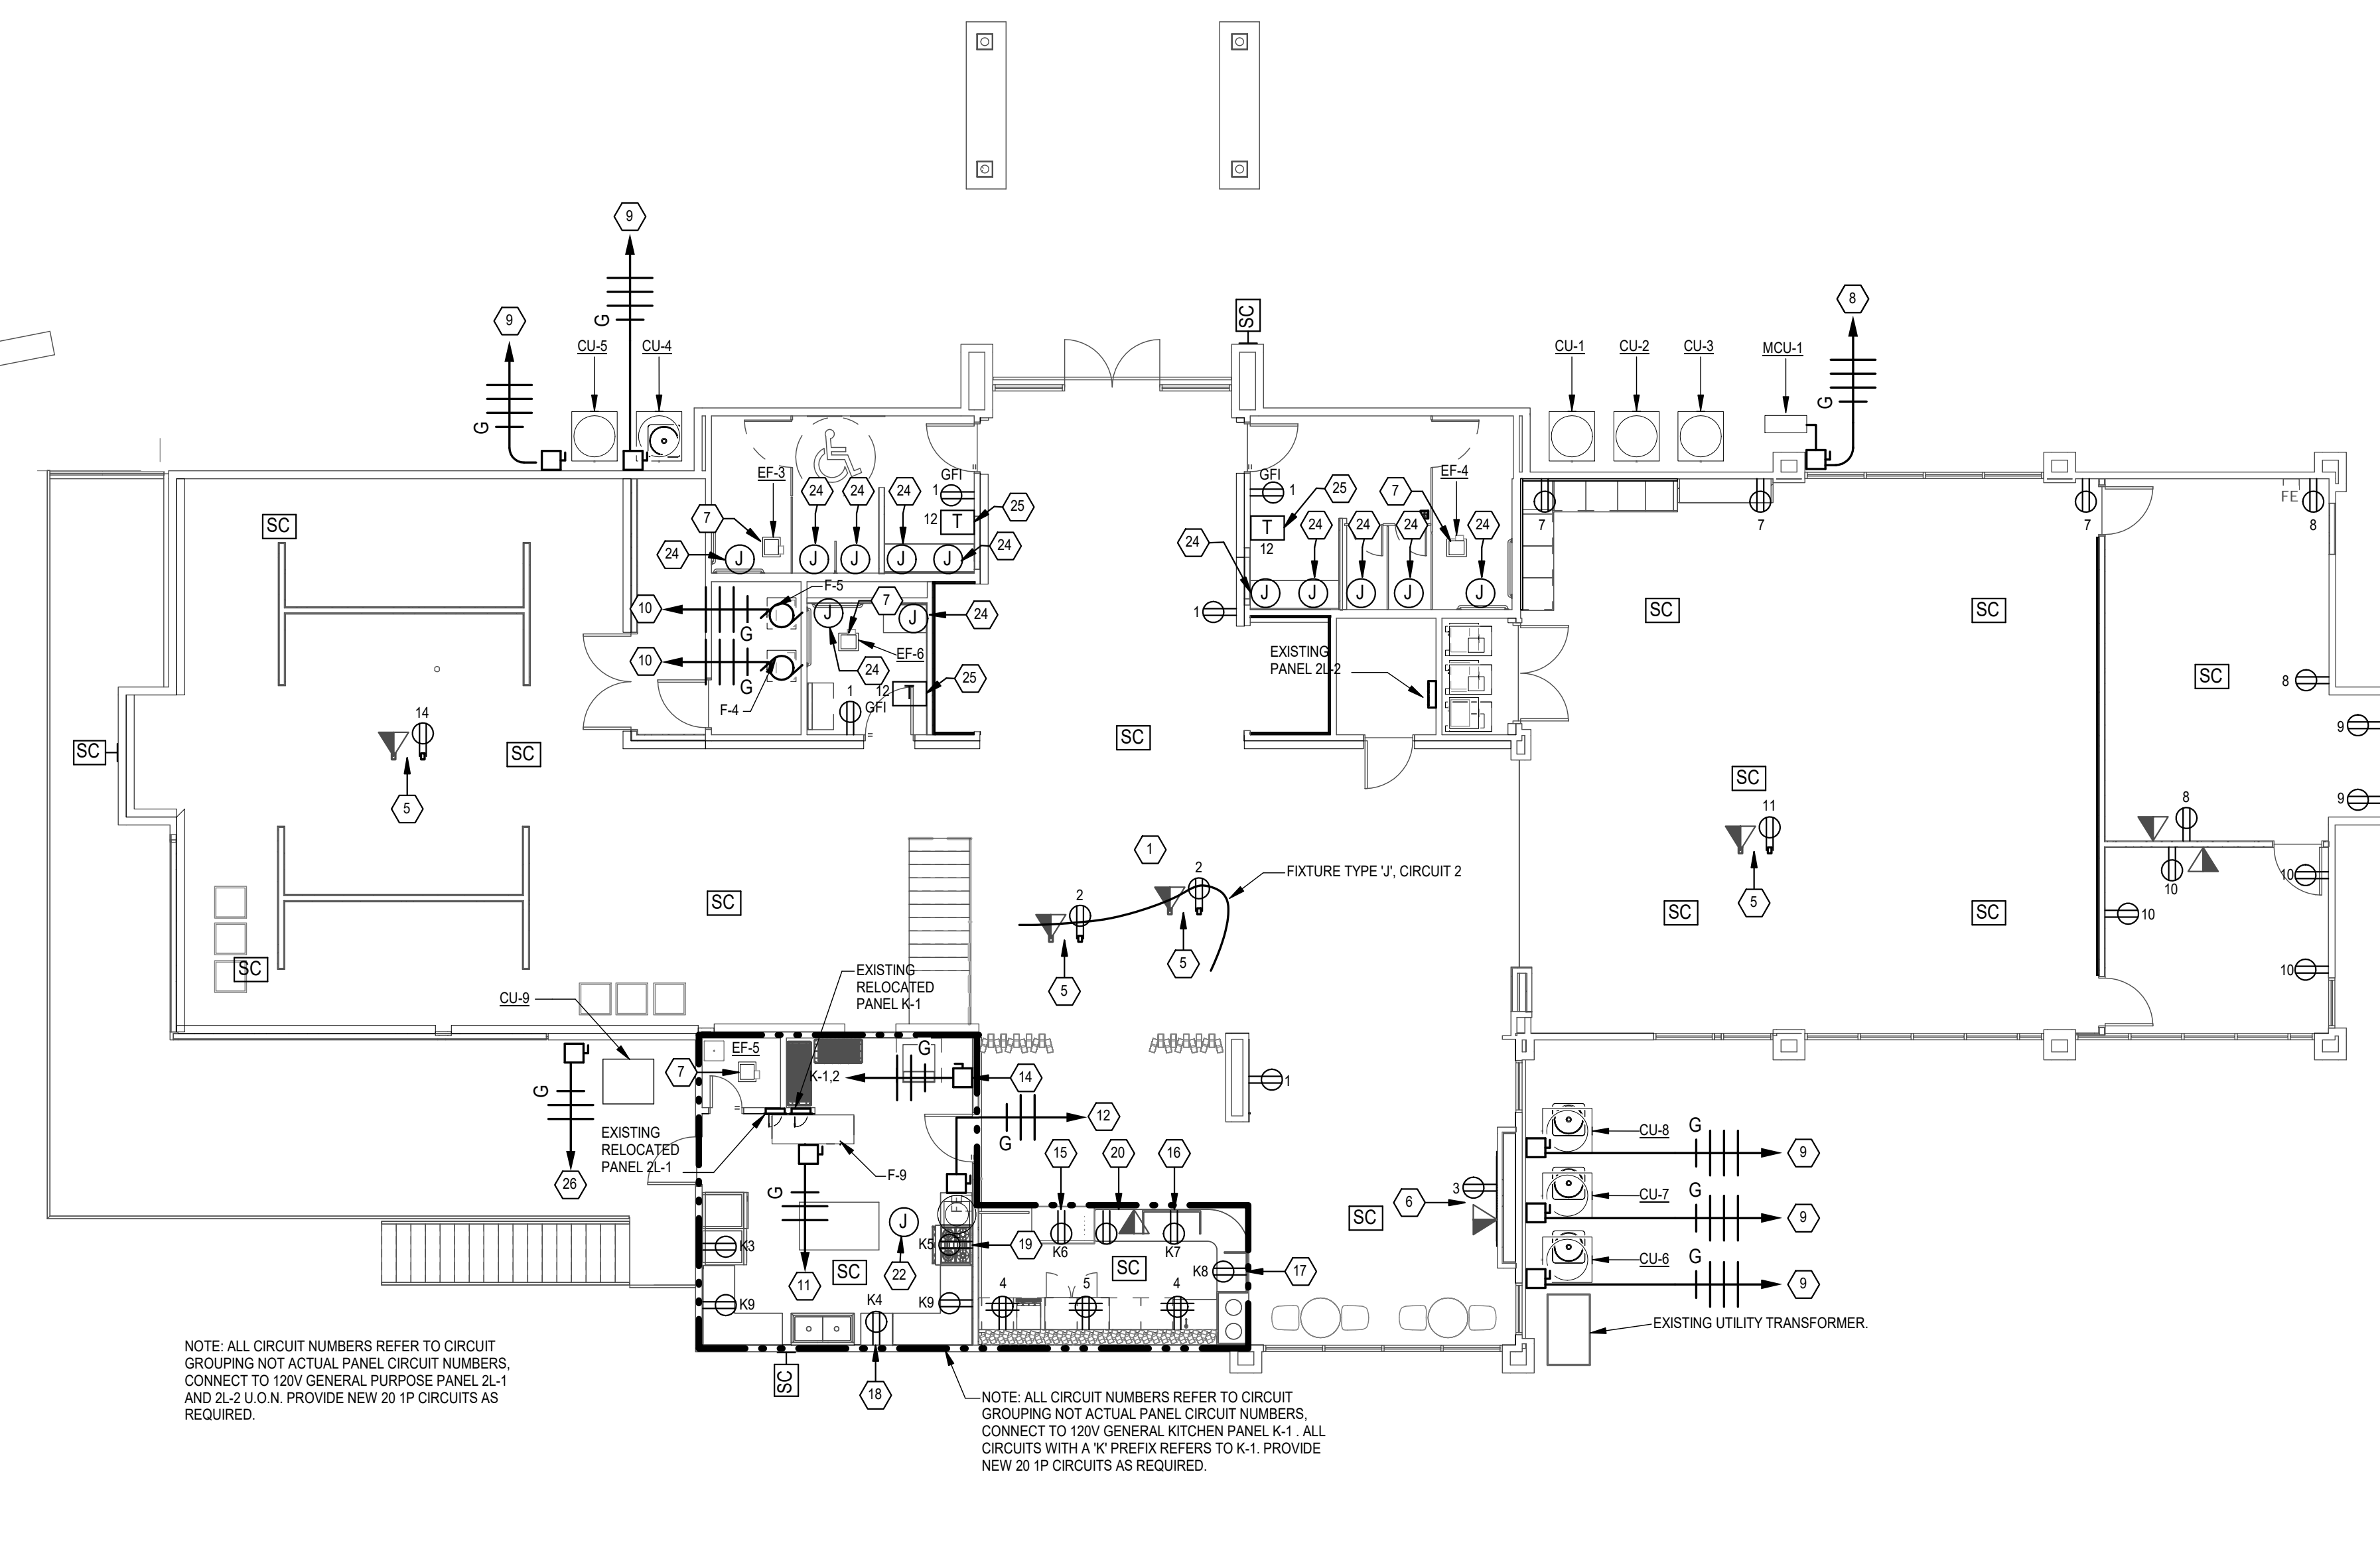 9
9
8
G
G
G
CU-5
CU-4
SC
CU-1
CU-2
CU-3
MCU-1
EF-3
24
24
24
GFI
1
25
12
T
7
24
J
J
J
J
J
24
GFI
1
25
T
12
7
EF-4
24
24
24
24
24
J
J
J
J
J
7
7
7
FE
8
SC
10
F-5
G
7
J
J
24
1
10
G
EF-6
24
F-4
1
12
T
25
GFI
EXISTING
PANEL 2L-2
SC
SC
SC
8
9
SC
14
SC
5
SC
SC
11
5
8
9
1
2
2
FIXTURE TYPE 'J', CIRCUIT 2
5
5
SC
SC
SC
10
10
10
10
SC
EXISTING
RELOCATED
PANEL K-1
CU-9
EF-5
7
K-1,2
G
14
1
G
26
EXISTING
RELOCATED
PANEL 2L-1
G
12
F-9
G
11
15
20
16
K3
J
22
K5
19
K6
K7
SC
SC
K8
17
K9
K4
K9
4
5
4
18
SC
6
3
SC
CU-8
G
9
CU-7
G
9
CU-6
G
9
EXISTING UTILITY TRANSFORMER.
NOTE: ALL CIRCUIT NUMBERS REFER TO CIRCUIT
GROUPING NOT ACTUAL PANEL CIRCUIT NUMBERS,
CONNECT TO 120V GENERAL PURPOSE PANEL 2L-1
AND 2L-2 U.O.N. PROVIDE NEW 20 1P CIRCUITS AS
REQUIRED.
NOTE: ALL CIRCUIT NUMBERS REFER TO CIRCUIT
GROUPING NOT ACTUAL PANEL CIRCUIT NUMBERS,
CONNECT TO 120V GENERAL KITCHEN PANEL K-1 . ALL
CIRCUITS WITH A 'K' PREFIX REFERS TO K-1. PROVIDE
NEW 20 1P CIRCUITS AS REQUIRED.